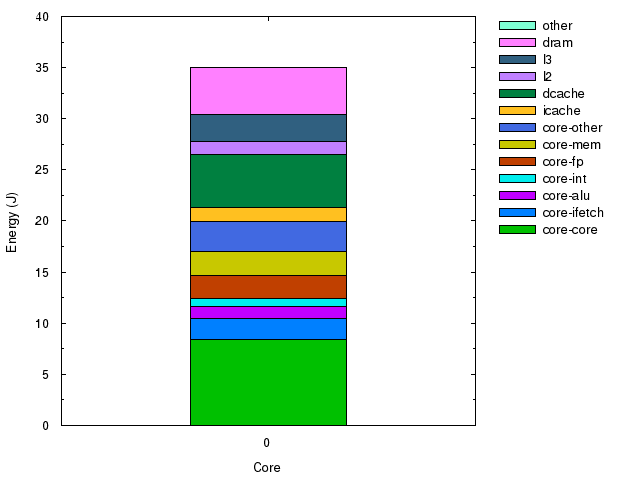 40
35
30
25
20
15
10
5
0
Energy (J)
0
Core
other
dram
l3
l2
dcache
icache
core-other
core-mem
core-fp
core-int
core-alu
core-ifetch
core-core